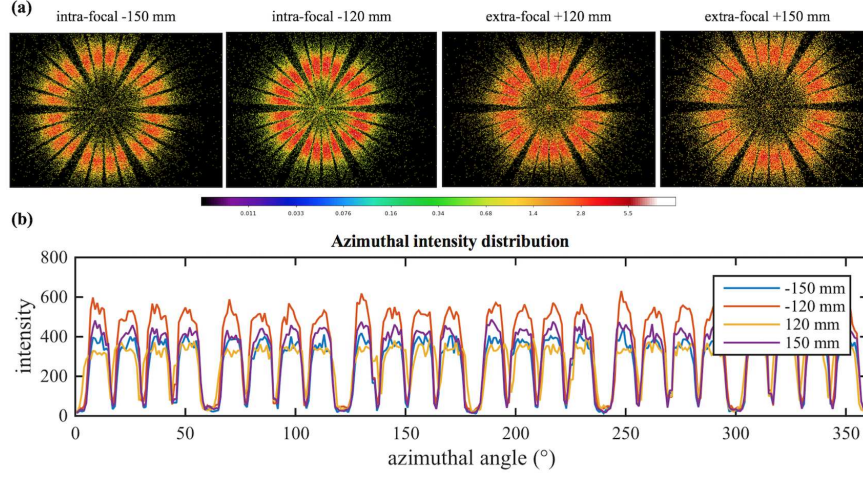 (a)
intra-focal -150 mm
intra-focal -120 mm
extra-focal +120 mm
extra-focal +150 mm
0.011 0.033 0.076 0.16 0.34 0.68 1.4 2.8 5.5
(b)
Azimuthal intensity distribution
800
600
400
200
0
intensity
-150 mm
-120 mm
120 mm
150 mm
0 50 100 150 200 250 300 350
azimuthal angle (°)